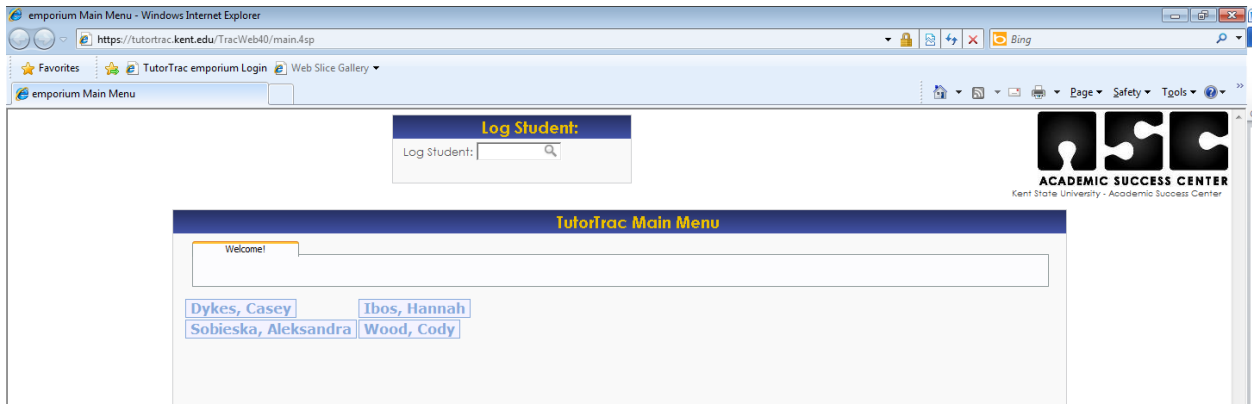 emporium Main Menu - Windows Internet Explorer
https://tutortrac.kent.edu/TracWeb40/main.4sp
Bing
Favorites TutorTrac emporium Login Web Slice Gallery
emporium Main Menu
Page Safety Tools
Log Student:
Log Student:
ASC
ACADEMIC SUCCESS CENTER
Kent State University - Academic Success Center
TutorTrac Main Menu
Welcome!
Dykes, Casey Ibos, Hannah
Sobieska, Aleksandra Wood, Cody